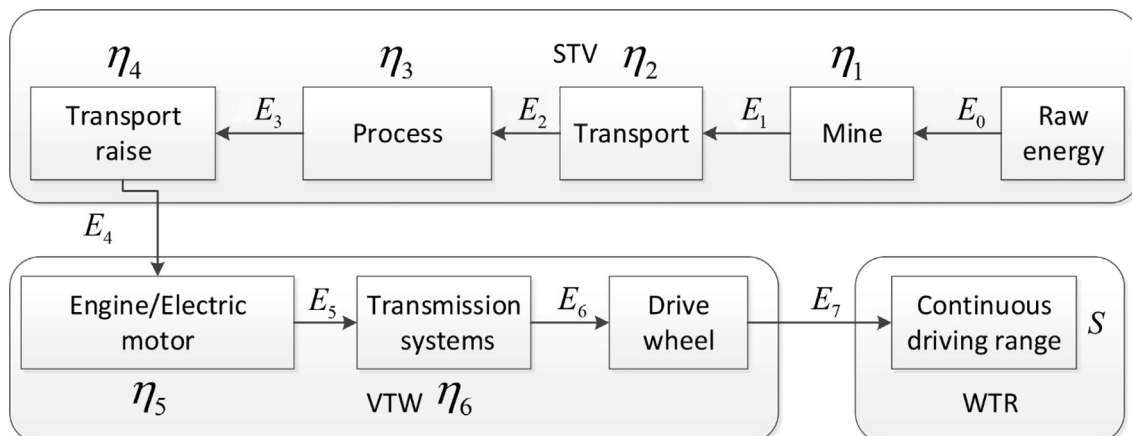 STV
η₄
η₃
η₂
η₁
Transport
raise
E₃
Process
E₂
Transport
E₁
Mine
E₀
Raw
energy
E₄
Engine/Electric
motor
E₅
Transmission
systems
E₆
Drive
wheel
E₇
Continuous
driving range
S
η₅
VTW
η₆
WTR